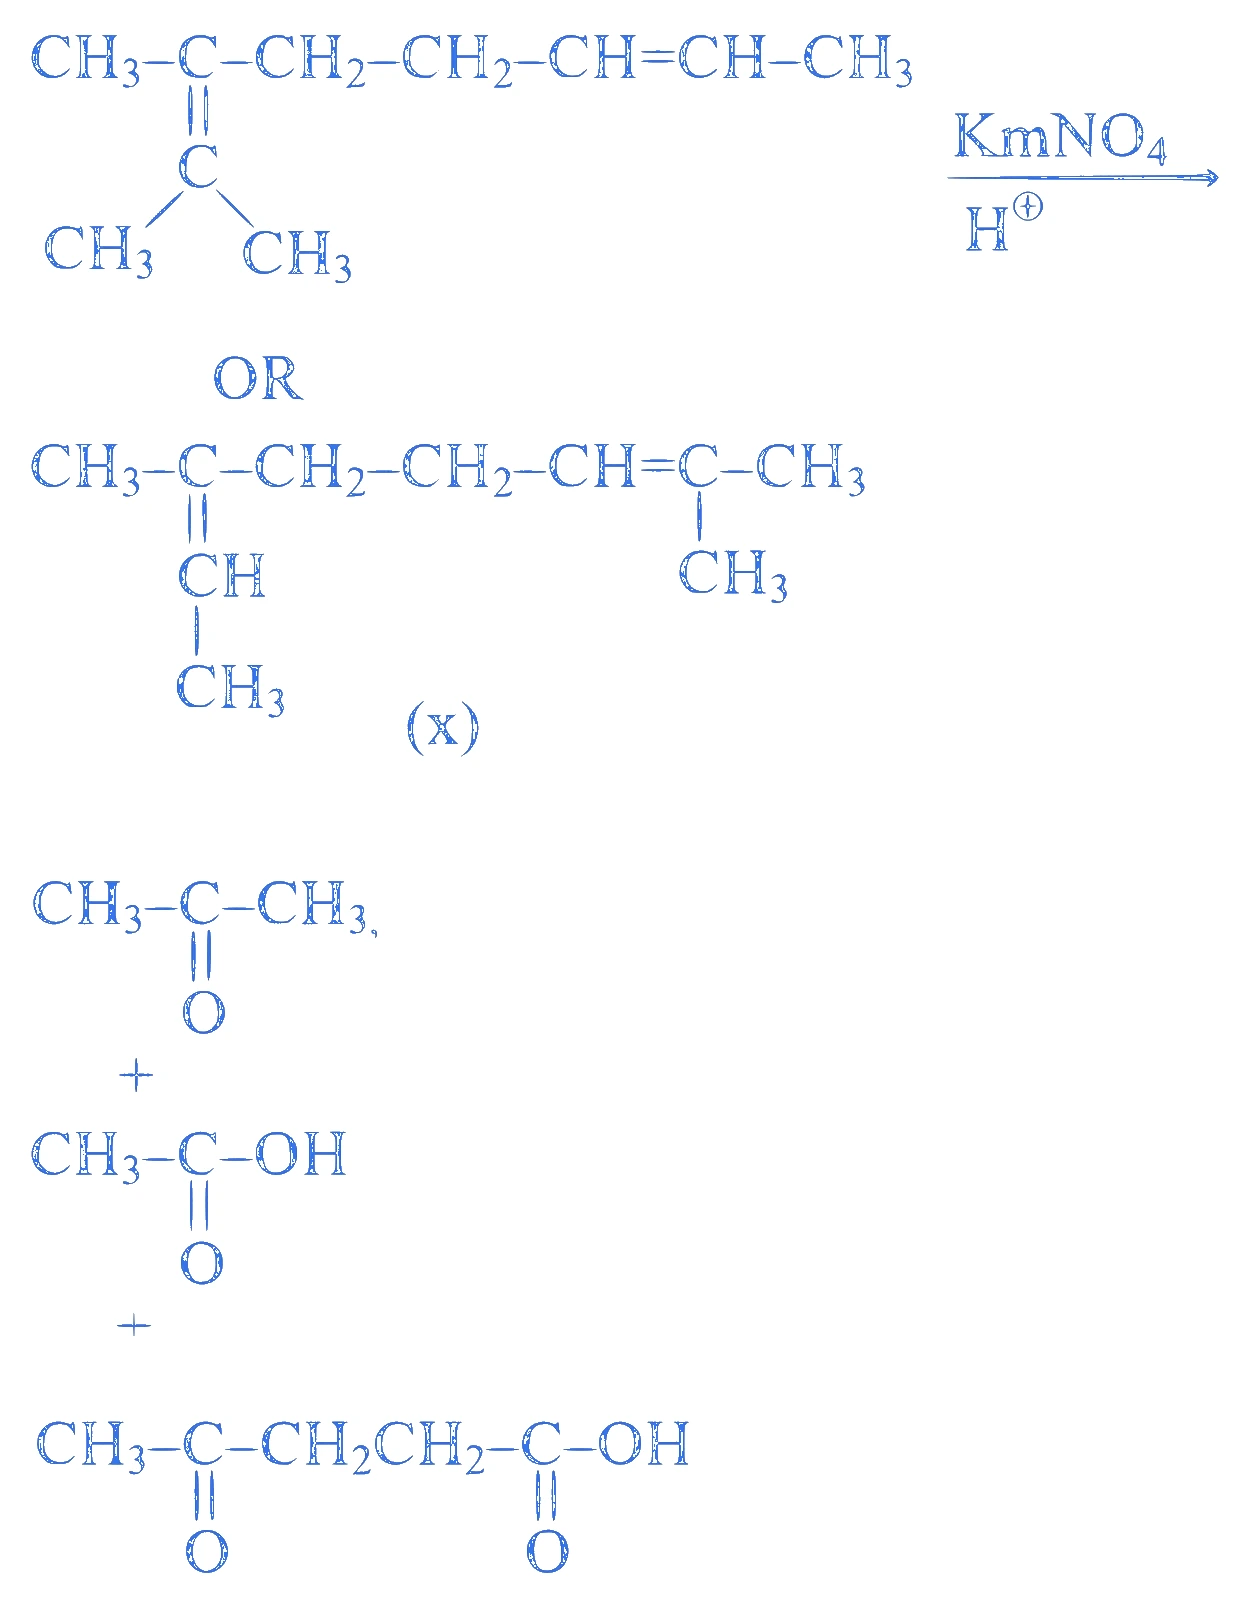 CH₃–C–CH₂–CH₂–CH=CH–CH₃
KmNO₄
||
C
H⊕
CH₃ CH₃
OR
CH₃–C–CH₂–CH₂–CH=C–CH₃
|| |
CH CH₃
|
CH₃
(x)
CH₃–C–CH₃,
||
O
+
CH₃–C–OH
||
O
+
CH₃–C–CH₂CH₂–C–OH
|| ||
O O